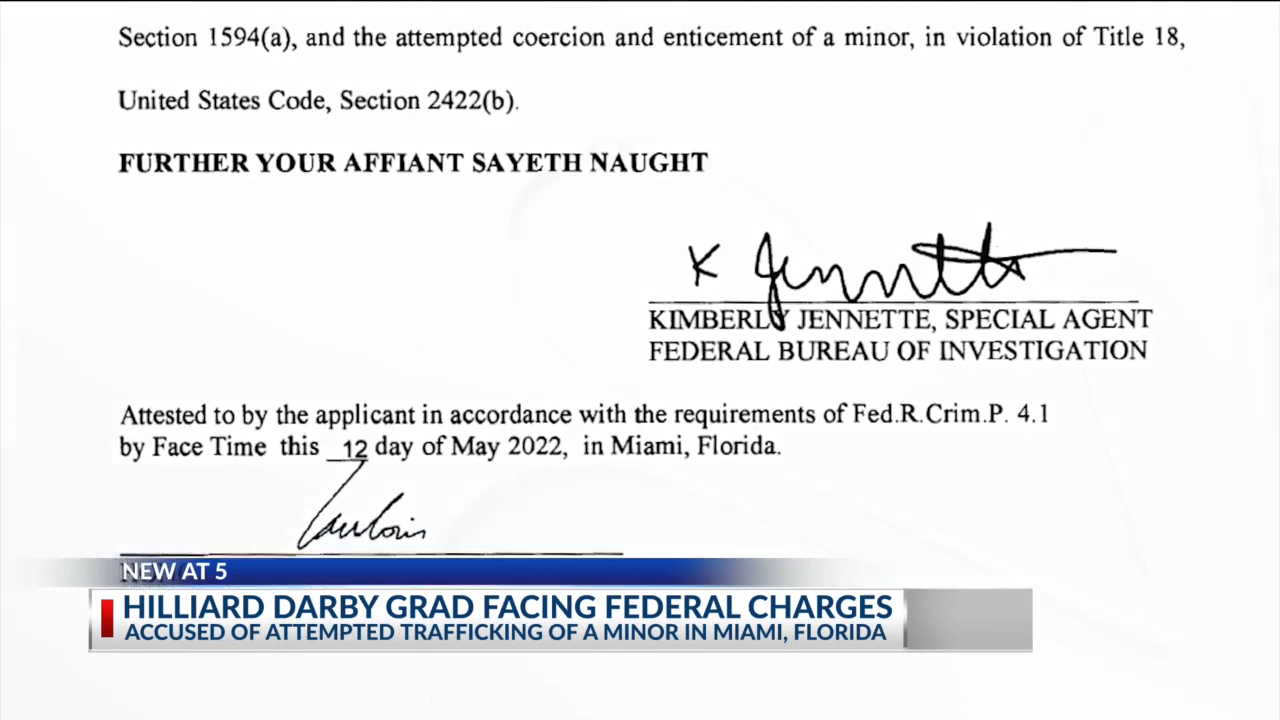 Section 1594(a), and the attempted coercion and enticement of a minor, in violation of Title 18,
United States Code, Section 2422(b).
FURTHER YOUR AFFIANT SAYETH NAUGHT
K Jennette
KIMBERLY JENNETTE, SPECIAL AGENT
FEDERAL BUREAU OF INVESTIGATION
Attested to by the applicant in accordance with the requirements of Fed.R.Crim.P. 4.1
by Face Time this 12 day of May 2022, in Miami, Florida.
NEW AT 5
HILLIARD DARBY GRAD FACING FEDERAL CHARGES
ACCUSED OF ATTEMPTED TRAFFICKING OF A MINOR IN MIAMI, FLORIDA